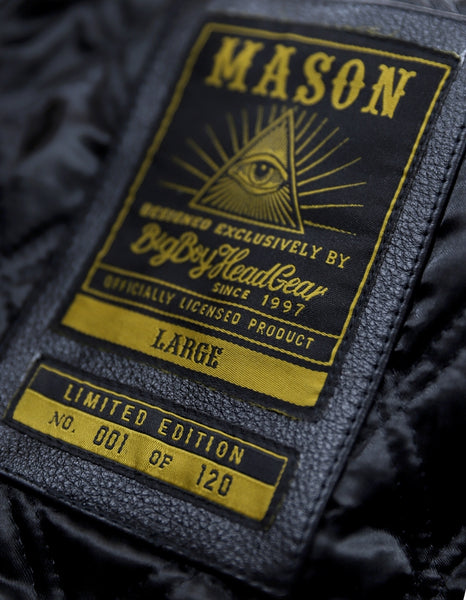 MASON
DESIGNED EXCLUSIVELY BY
BigBoyHeadGear
SINCE 1997
OFFICIALLY LICENSED PRODUCT
LARGE
LIMITED EDITION
NO. 001 OF 120